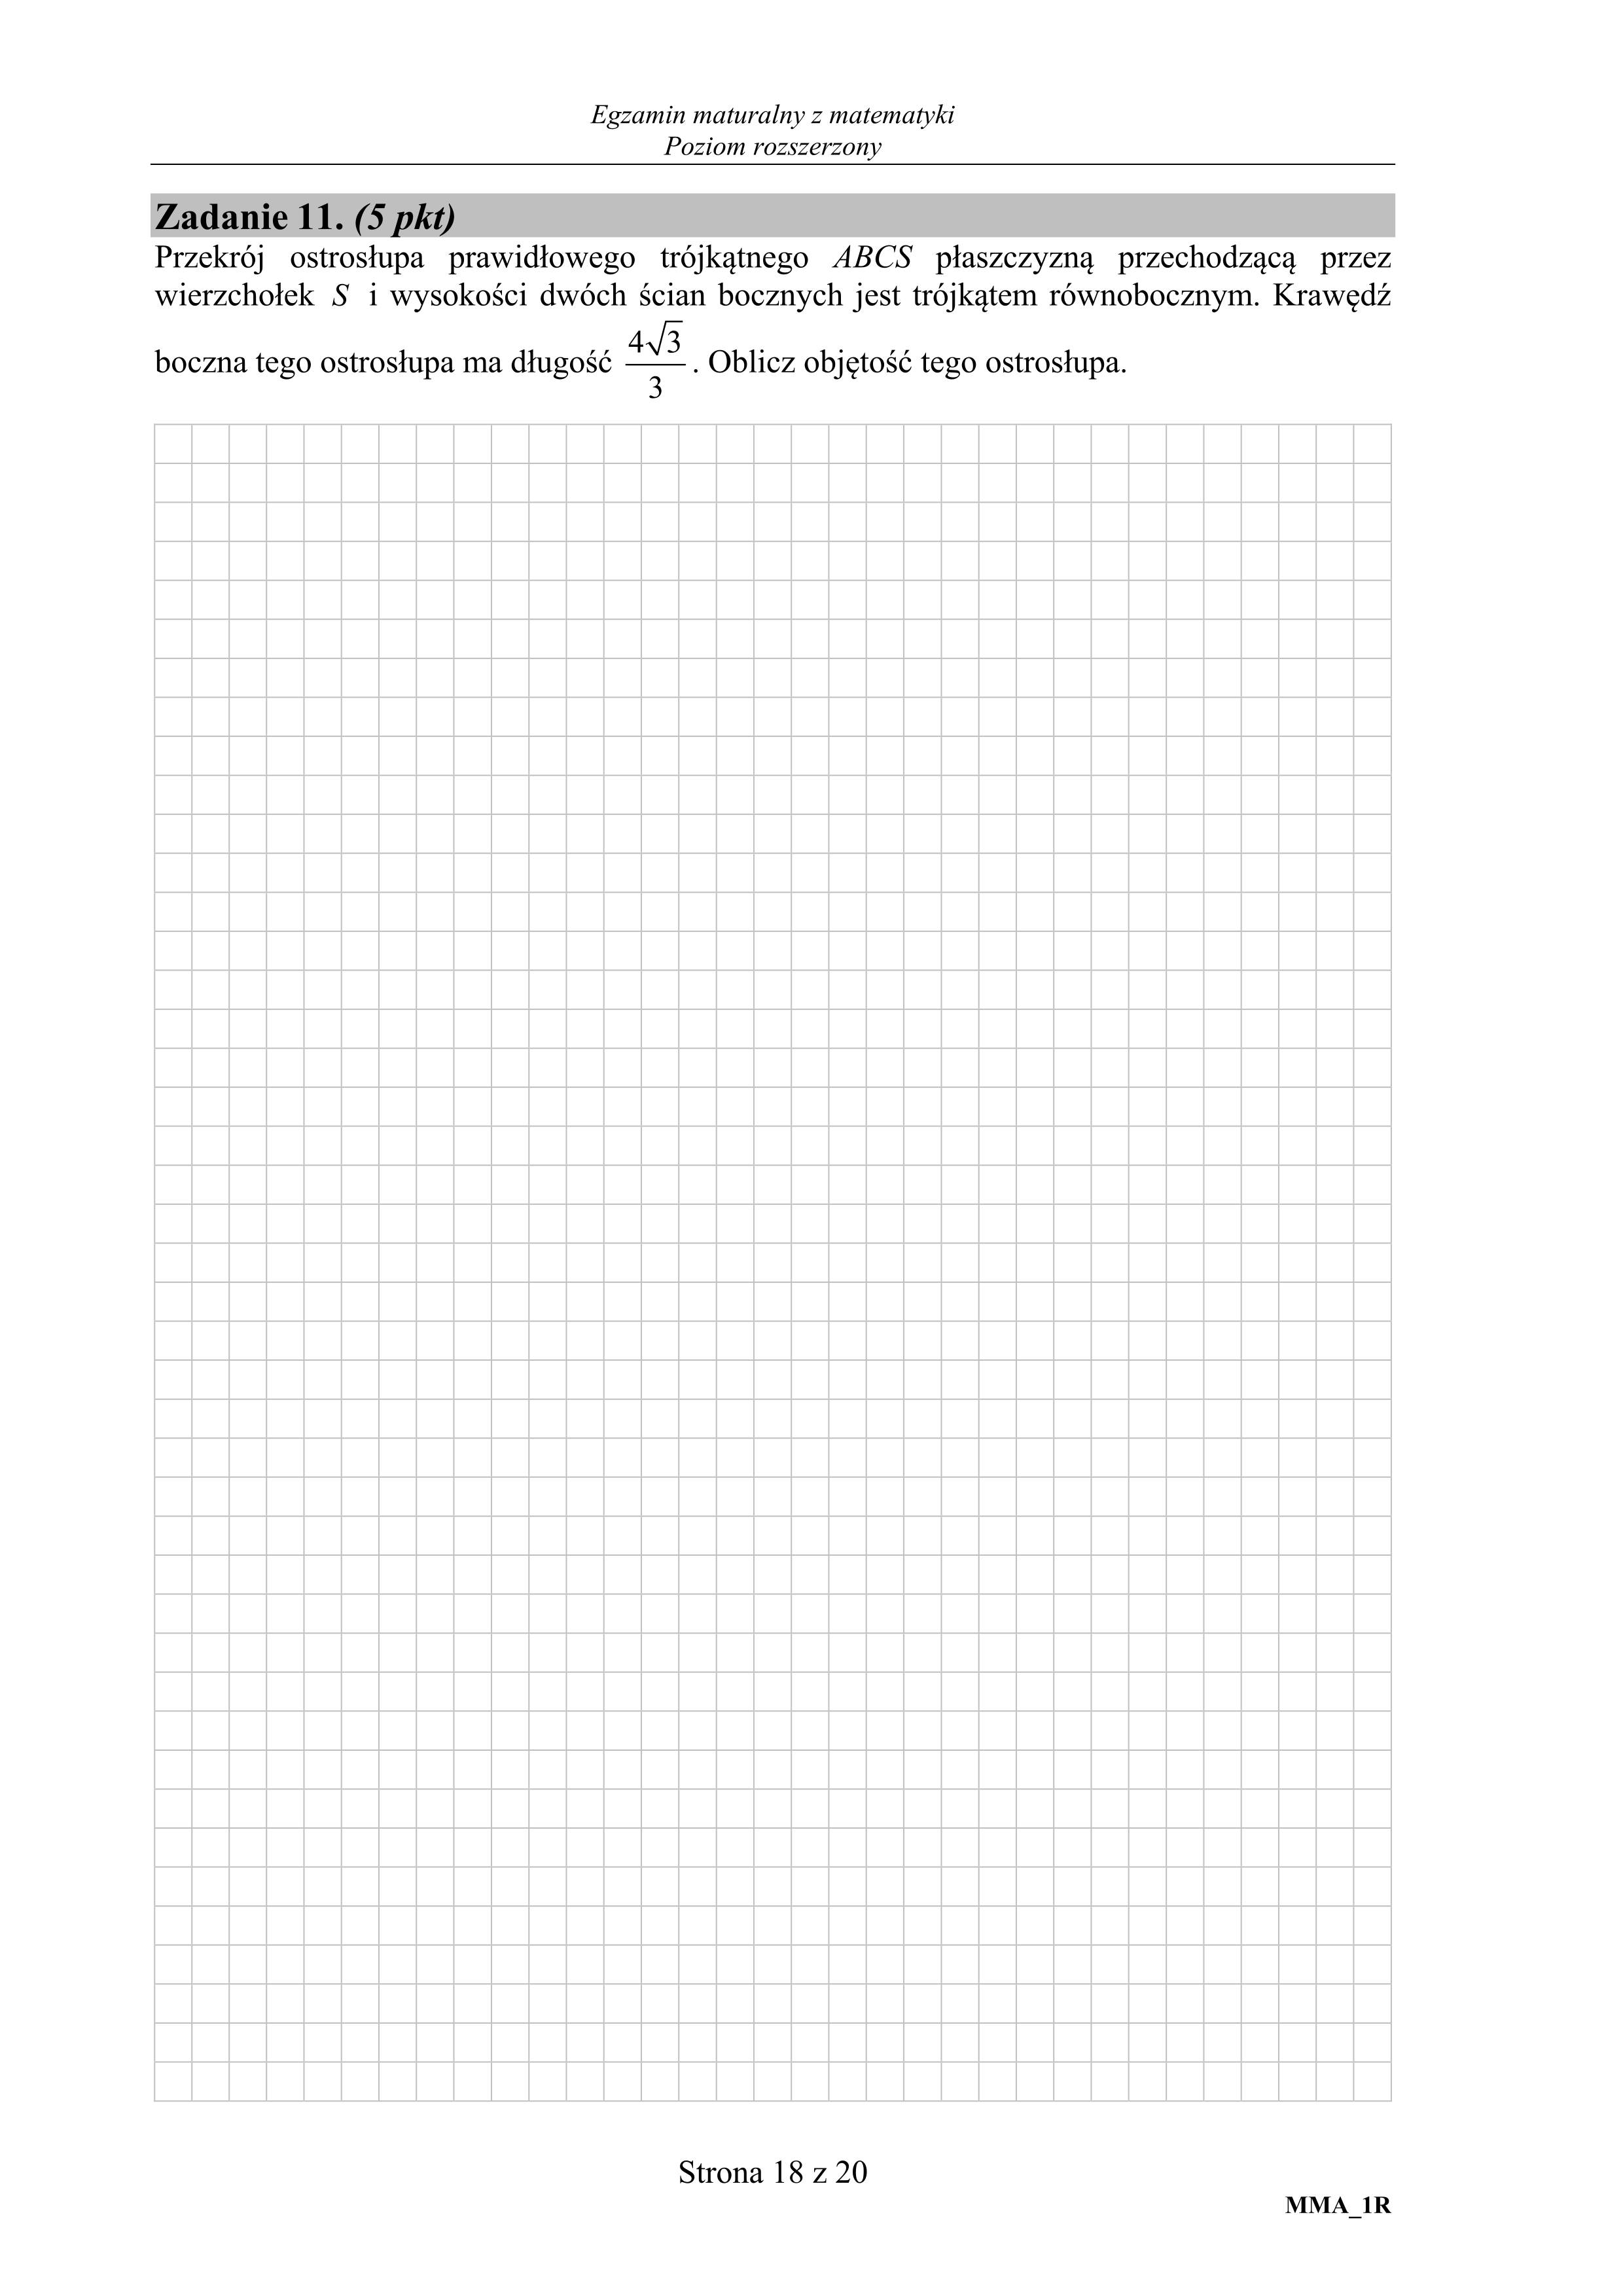 Egzamin maturalny z matematyki
Poziom rozszerzony
Zadanie 11. (5 pkt)
Przekrój ostrosłupa prawidłowego trójkątnego ABCS płaszczyzną przechodzącą przez
wierzchołek S i wysokości dwóch ścian bocznych jest trójkątem równobocznym. Krawędź
boczna tego ostrosłupa ma długość 4√3/3 . Oblicz objętość tego ostrosłupa.
Strona 18 z 20
MMA_1R